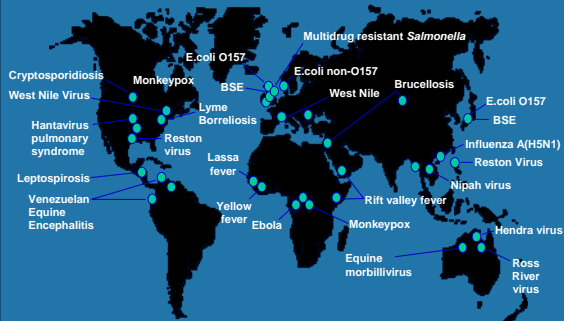 Multidrug resistant Salmonella
E.coli O157
Cryptosporidiosis
Monkeypox
E.coli non-O157
BSE
Brucellosis
West Nile Virus
West Nile
Lyme
Borreliosis
E.coli O157
BSE
Hantavirus
pulmonary
syndrome
Reston
virus
Influenza A(H5N1)
Lassa
fever
Reston Virus
Leptospirosis
Nipah virus
Venezuelan
Equine
Encephalitis
Yellow
fever
Rift valley fever
Ebola
Monkeypox
Hendra virus
Equine
morbillivirus
Ross
River
virus